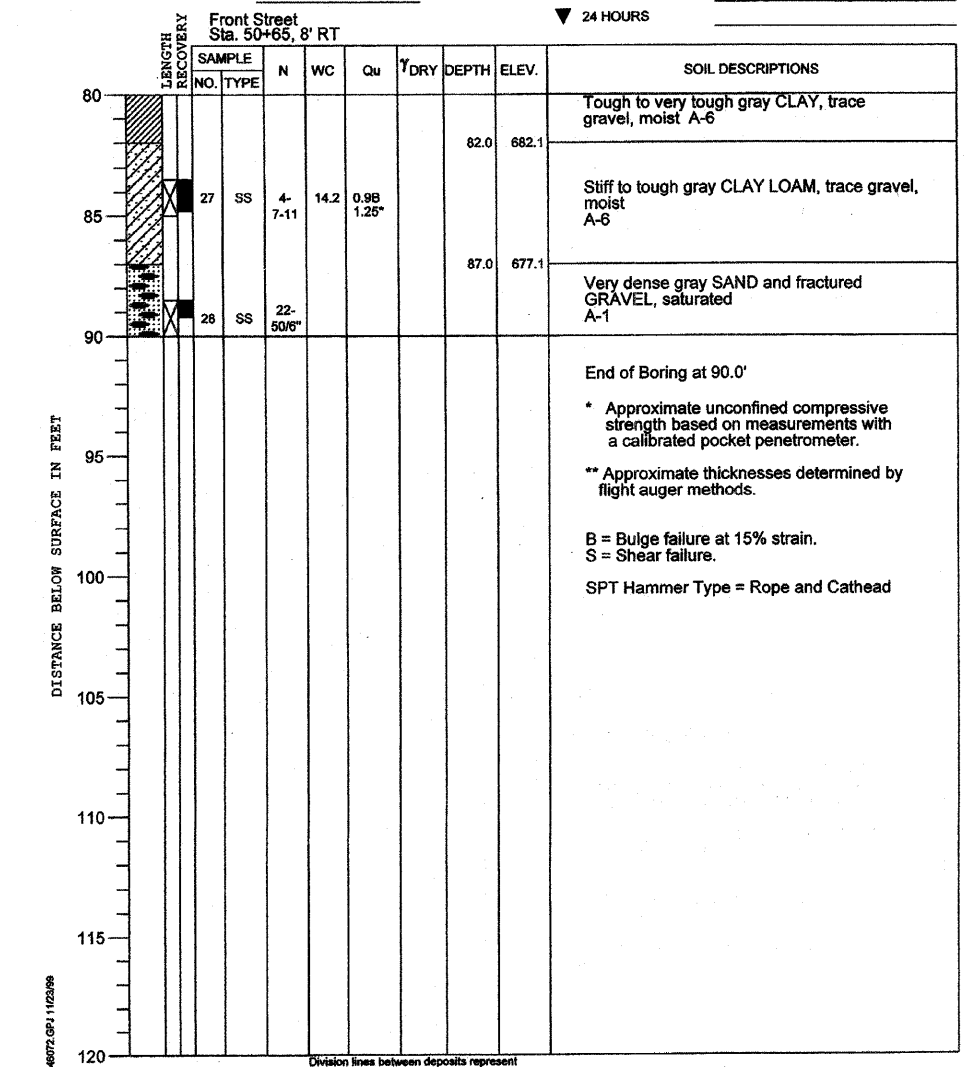 Front Street
Sta. 50+65, 8' RT
▼ 24 HOURS
LENGTH
RECOVERY
SAMPLE
NO. TYPE
N
WC
Qu
γDRY
DEPTH
ELEV.
SOIL DESCRIPTIONS
80
Tough to very tough gray CLAY, trace
gravel, moist A-6
82.0 682.1
27 SS 4- 14.2 0.9B
7-11 1.25*
Stiff to tough gray CLAY LOAM, trace gravel,
moist
A-6
85
87.0 677.1
Very dense gray SAND and fractured
GRAVEL, saturated
A-1
28 SS 22-
50/6"
90
End of Boring at 90.0'
* Approximate unconfined compressive
strength based on measurements with
a calibrated pocket penetrometer.
95
** Approximate thicknesses determined by
flight auger methods.
B = Bulge failure at 15% strain.
S = Shear failure.
100
SPT Hammer Type = Rope and Cathead
105
110
115
120
DISTANCE BELOW SURFACE IN FEET
46072.GPJ 11/23/99
Division lines between deposits represent